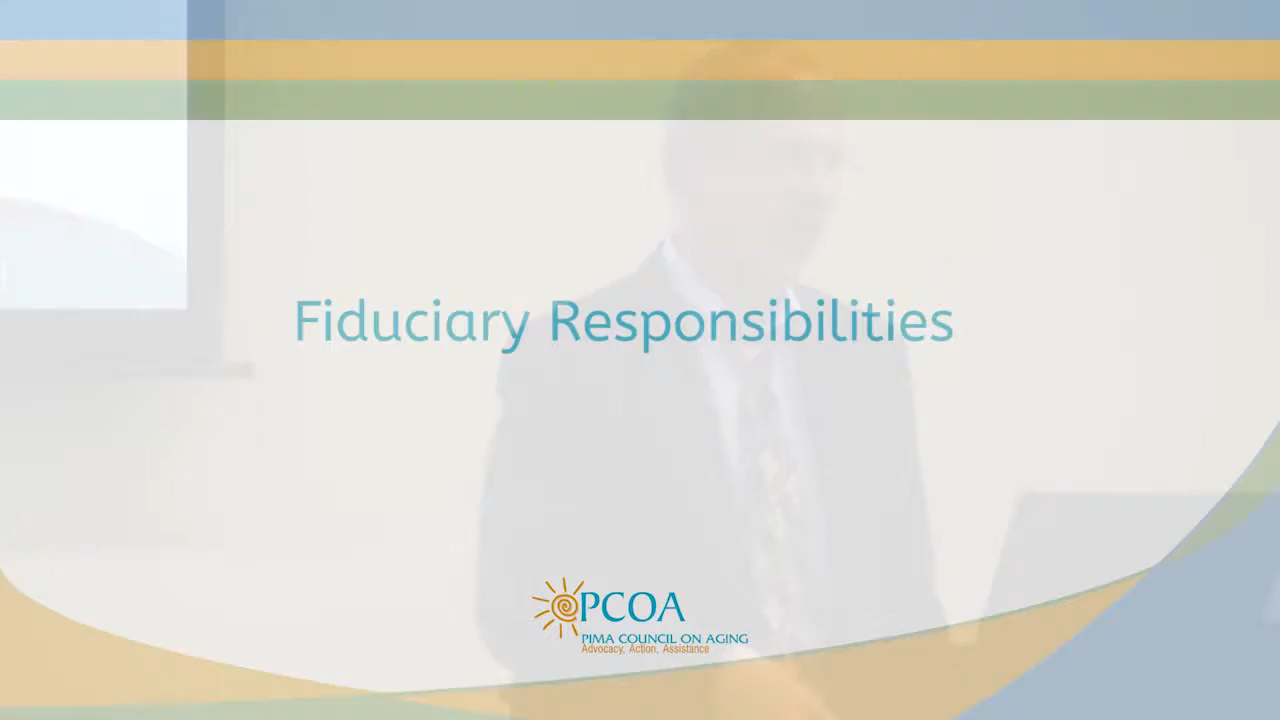 Fiduciary Responsibilities
PCOA
PIMA COUNCIL ON AGING
Advocacy, Action, Assistance